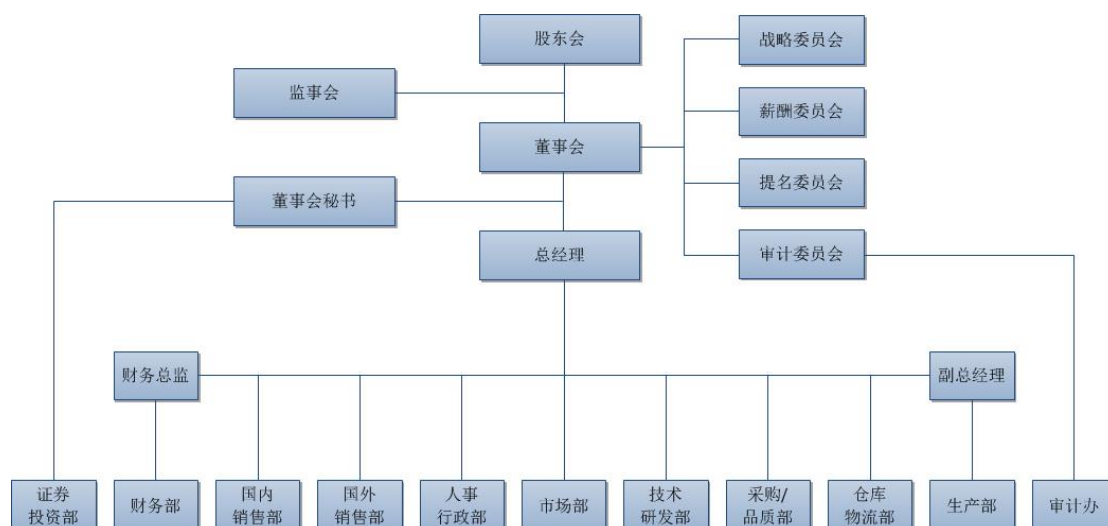 股东会
战略委员会
监事会
薪酬委员会
董事会
提名委员会
董事会秘书
总经理
审计委员会
财务总监
副总经理
证券
投资部
财务部
国内
销售部
国外
销售部
人事
行政部
市场部
技术
研发部
采购/
品质部
仓库
物流部
生产部
审计办